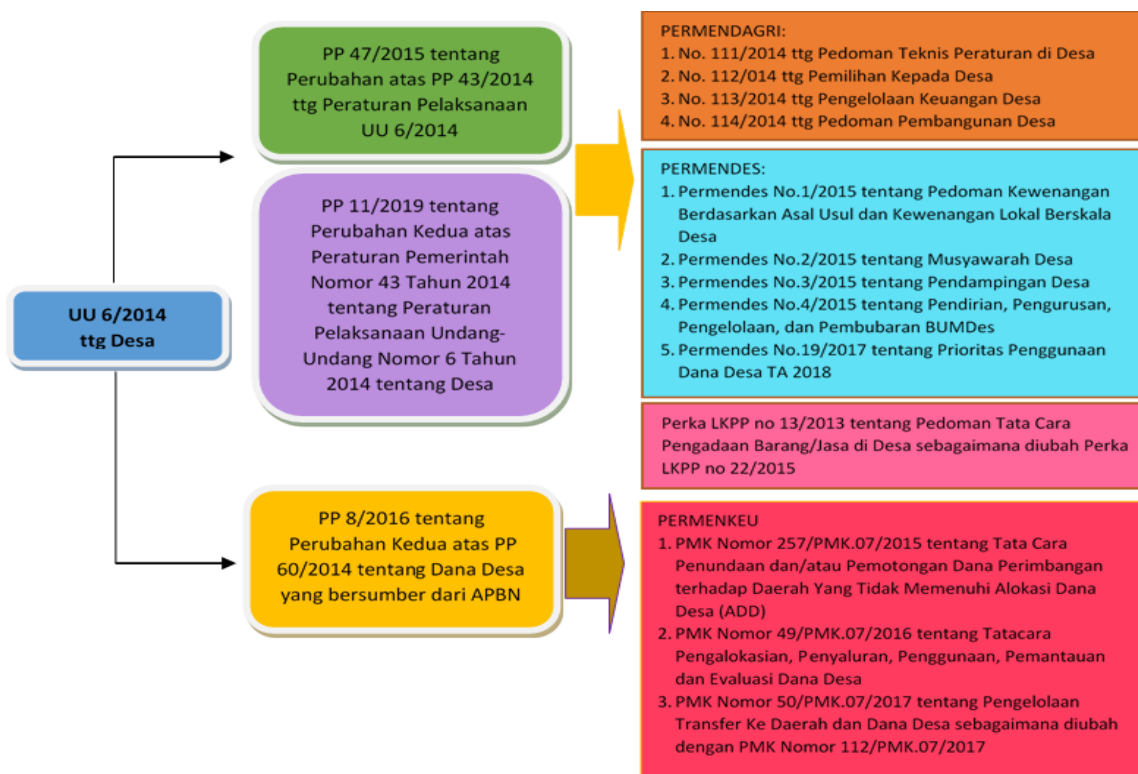 UU 6/2014
ttg Desa
PP 47/2015 tentang
Perubahan atas PP 43/2014
ttg Peraturan Pelaksanaan
UU 6/2014
PP 11/2019 tentang
Perubahan Kedua atas
Peraturan Pemerintah
Nomor 43 Tahun 2014
tentang Peraturan
Pelaksanaan Undang-
Undang Nomor 6 Tahun
2014 tentang Desa
PP 8/2016 tentang
Perubahan Kedua atas PP
60/2014 tentang Dana Desa
yang bersumber dari APBN
PERMENDAGRI:
1. No. 111/2014 ttg Pedoman Teknis Peraturan di Desa
2. No. 112/014 ttg Pemilihan Kepada Desa
3. No. 113/2014 ttg Pengelolaan Keuangan Desa
4. No. 114/2014 ttg Pedoman Pembangunan Desa
PERMENDES:
1. Permendes No.1/2015 tentang Pedoman Kewenangan
Berdasarkan Asal Usul dan Kewenangan Lokal Berskala
Desa
2. Permendes No.2/2015 tentang Musyawarah Desa
3. Permendes No.3/2015 tentang Pendampingan Desa
4. Permendes No.4/2015 tentang Pendirian, Pengurusan,
Pengelolaan, dan Pembubaran BUMDes
5. Permendes No.19/2017 tentang Prioritas Penggunaan
Dana Desa TA 2018
Perka LKPP no 13/2013 tentang Pedoman Tata Cara
Pengadaan Barang/Jasa di Desa sebagaimana diubah Perka
LKPP no 22/2015
PERMENKEU
1. PMK Nomor 257/PMK.07/2015 tentang Tata Cara
Penundaan dan/atau Pemotongan Dana Perimbangan
terhadap Daerah Yang Tidak Memenuhi Alokasi Dana
Desa (ADD)
2. PMK Nomor 49/PMK.07/2016 tentang Tatacara
Pengalokasian, Penyaluran, Penggunaan, Pemantauan
dan Evaluasi Dana Desa
3. PMK Nomor 50/PMK.07/2017 tentang Pengelolaan
Transfer Ke Daerah dan Dana Desa sebagaimana diubah
dengan PMK Nomor 112/PMK.07/2017